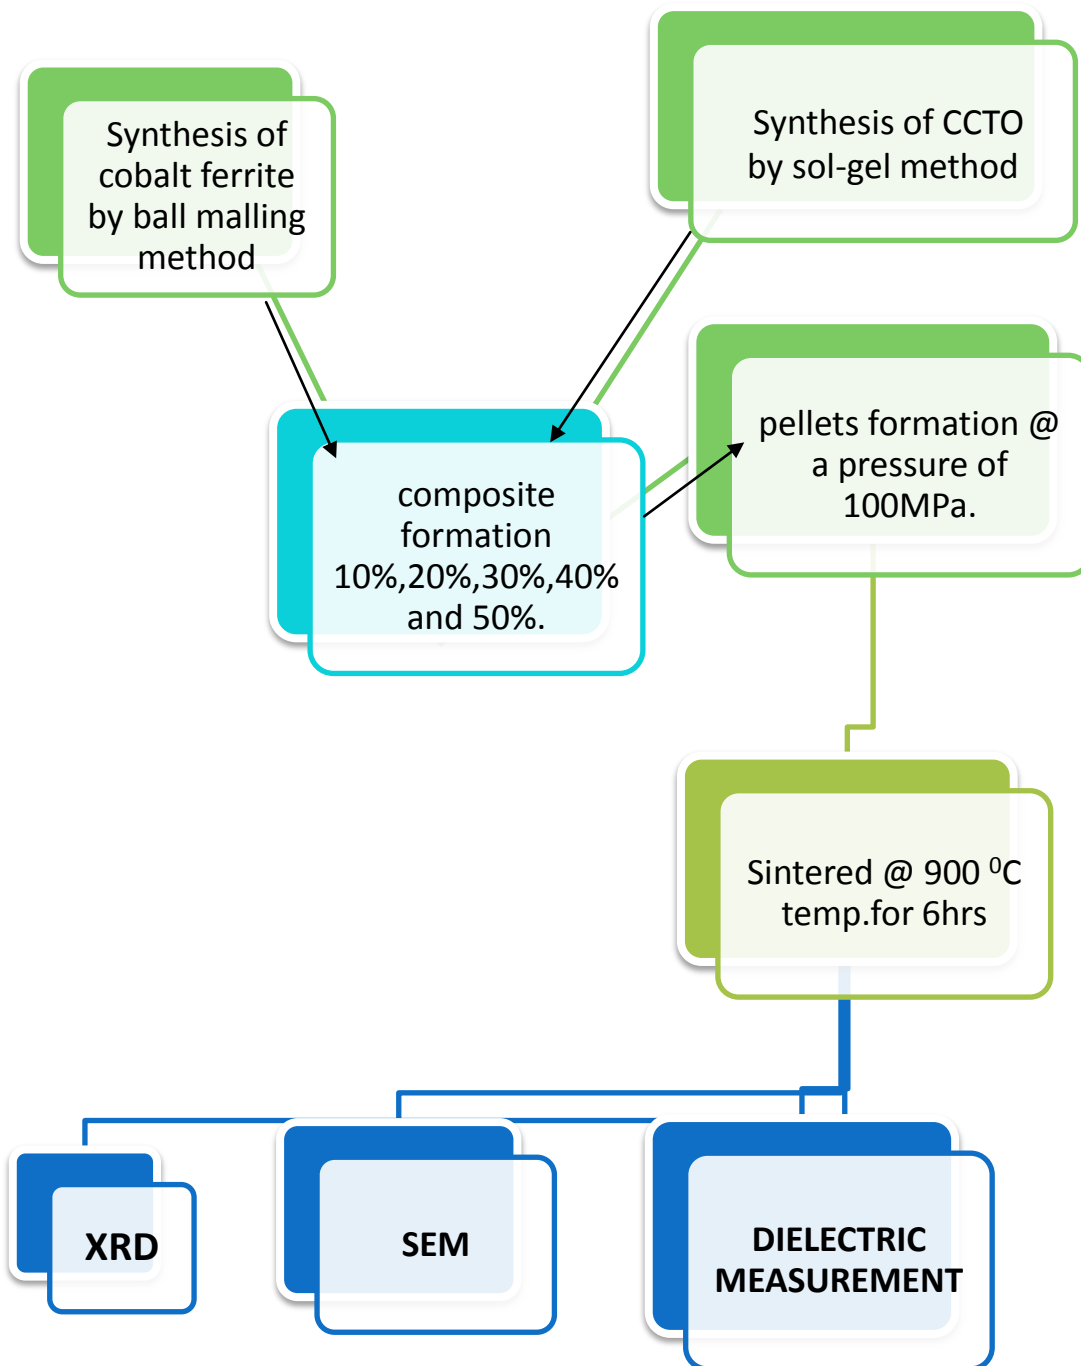 Synthesis of
cobalt ferrite
by ball malling
method
Synthesis of CCTO
by sol-gel method
composite
formation
10%,20%,30%,40%
and 50%.
pellets formation @
a pressure of
100MPa.
Sintered @ 900 ⁰C
temp.for 6hrs
XRD
SEM
DIELECTRIC
MEASUREMENT